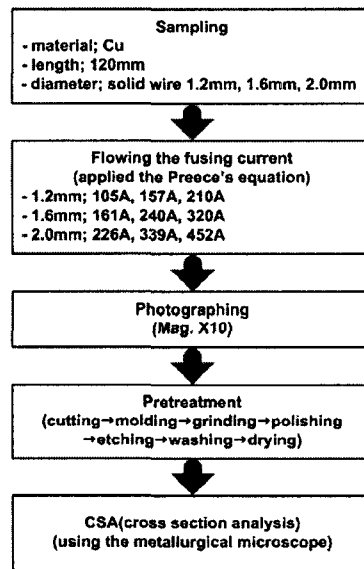 Sampling
- material; Cu
- length; 120mm
- diameter; solid wire 1.2mm, 1.6mm, 2.0mm
Flowing the fusing current
(applied the Preece's equation)
- 1.2mm; 105A, 157A, 210A
- 1.6mm; 161A, 240A, 320A
- 2.0mm; 226A, 339A, 452A
Photographing
(Mag. X10)
Pretreatment
(cutting→molding→grinding→polishing
→etching→washing→drying)
CSA(cross section analysis)
(using the metallurgical microscope)